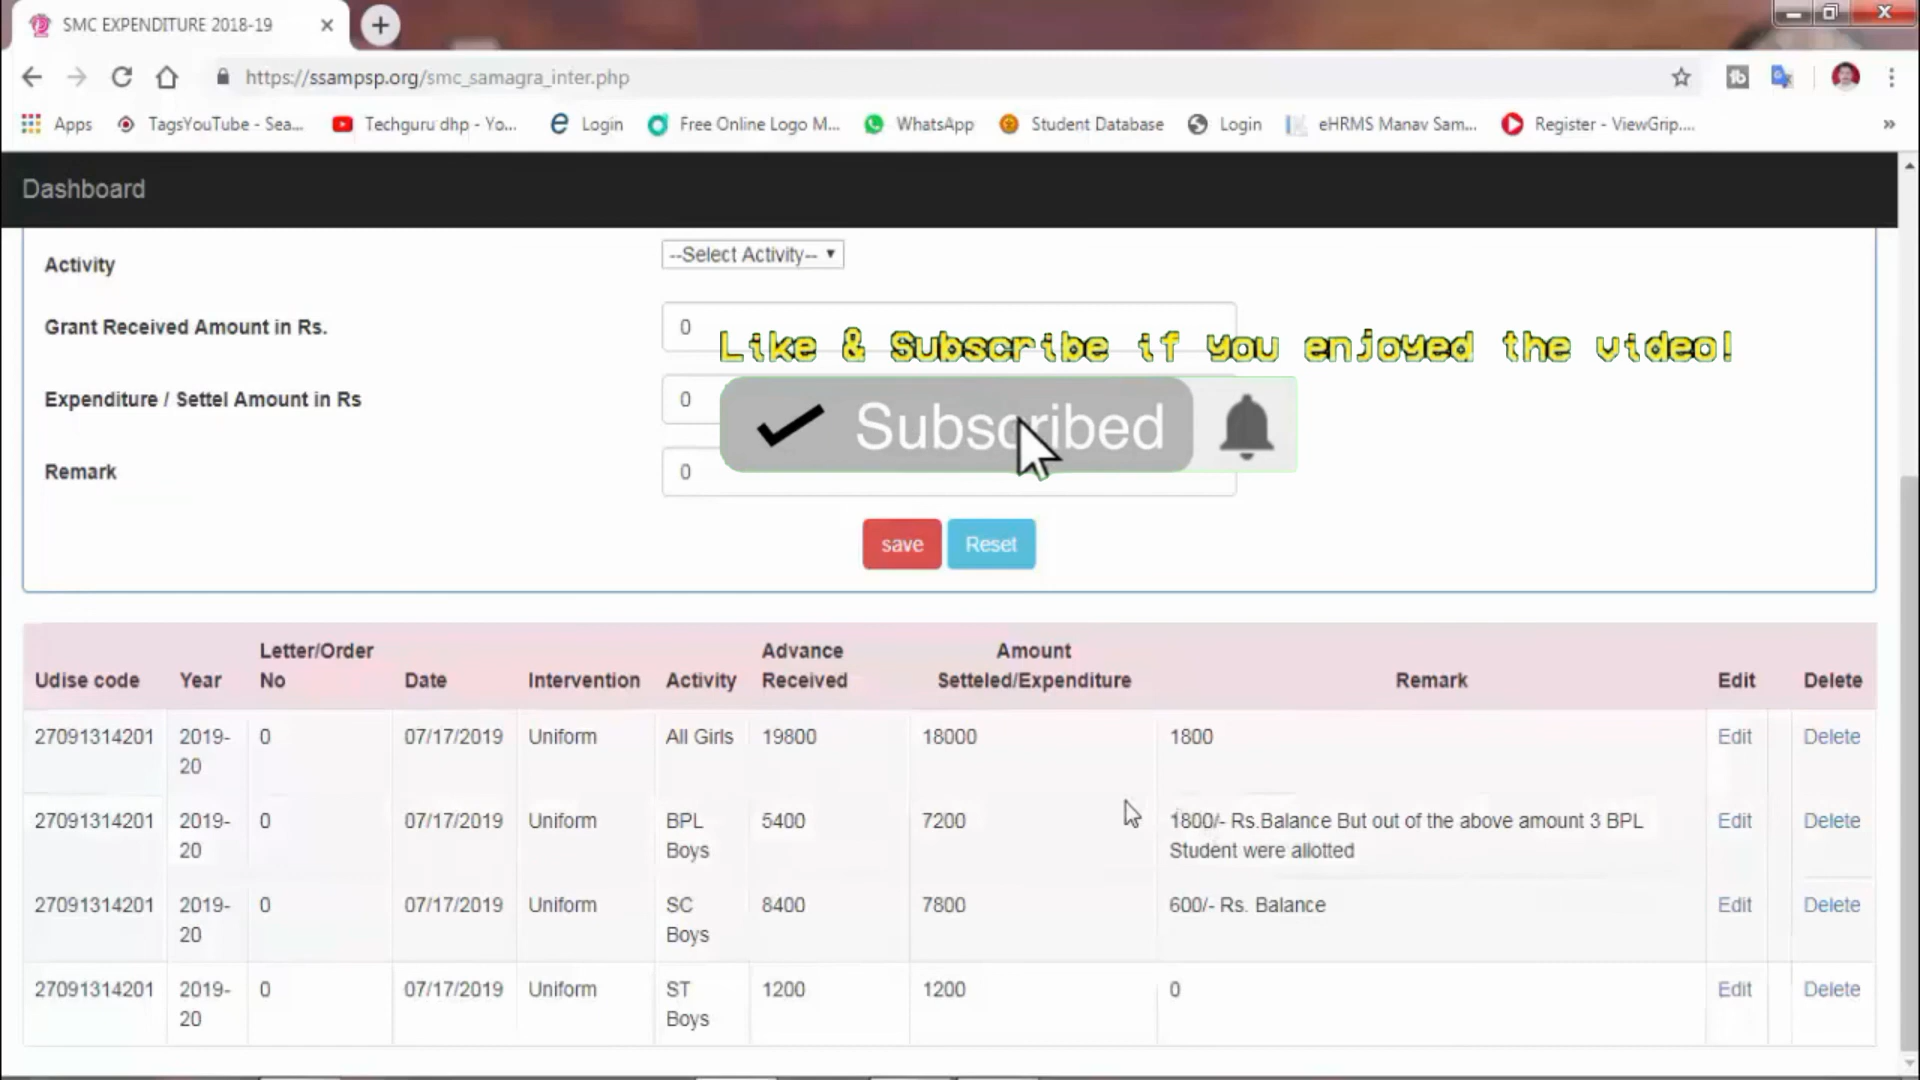 SMC EXPENDITURE 2018-19
https://ssampsp.org/smc_samagra_inter.php
Apps TagsYouTube - Sea... Techguru dhp - Yo... Login Free Online Logo M... WhatsApp Student Database Login eHRMS Manav Sam... Register - ViewGrip.... »
Dashboard
Activity --Select Activity--
Grant Received Amount in Rs. 0
Like & Subscribe if you enjoyed the video!
Expenditure / Settel Amount in Rs 0
Subscribed
Remark 0
save Reset
Letter/Order Advance Amount
Udise code Year No Date Intervention Activity Received Setteled/Expenditure Remark Edit Delete
27091314201 2019- 0 07/17/2019 Uniform All Girls 19800 18000 1800 Edit Delete
20
27091314201 2019- 0 07/17/2019 Uniform BPL 5400 7200 1800/- Rs.Balance But out of the above amount 3 BPL Edit Delete
20 Boys Student were allotted
27091314201 2019- 0 07/17/2019 Uniform SC 8400 7800 600/- Rs. Balance Edit Delete
20 Boys
27091314201 2019- 0 07/17/2019 Uniform ST 1200 1200 0 Edit Delete
20 Boys